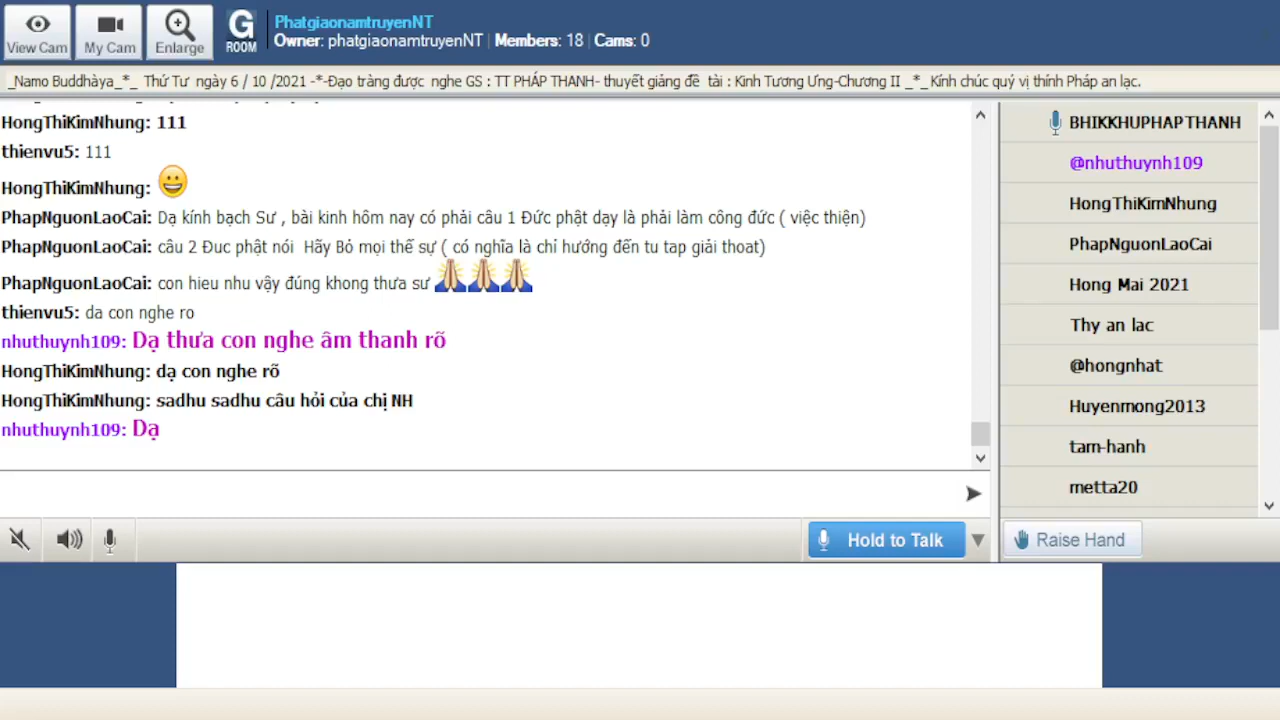 View Cam
My Cam
Enlarge
G
ROOM
PhatgiaonamtruyenNT
Owner: phatgiaonamtruyenNT | Members: 18 | Cams: 0
_Namo Buddhàya_*_ Thứ Tư ngày 6 / 10 /2021 -*-Đạo tràng được nghe GS : TT PHÁP THANH- thuyết giảng đề tài : Kinh Tương Ưng-Chương II _*_Kính chúc quý vị thính Pháp an lạc.
HongThiKimNhung: 111
thienvu5: 111
HongThiKimNhung: 😀
PhapNguonLaoCai: Dạ kính bạch Sư , bài kinh hôm nay có phải câu 1 Đức phật dạy là phải làm công đức ( việc thiện)
PhapNguonLaoCai: câu 2 Đuc phật nói Hãy Bỏ mọi thế sự ( có nghĩa là chỉ hướng đến tu tap giải thoat)
PhapNguonLaoCai: con hieu nhu vậy đúng khong thưa sư 🙏🙏🙏
thienvu5: da con nghe ro
nhuthuynh109: Dạ thưa con nghe âm thanh rõ
HongThiKimNhung: dạ con nghe rõ
HongThiKimNhung: sadhu sadhu câu hỏi của chị NH
nhuthuynh109: Dạ
Hold to Talk
BHIKKHUPHAPTHANH
@nhuthuynh109
HongThiKimNhung
PhapNguonLaoCai
Hong Mai 2021
Thy an lac
@hongnhat
Huyenmong2013
tam-hanh
metta20
Raise Hand